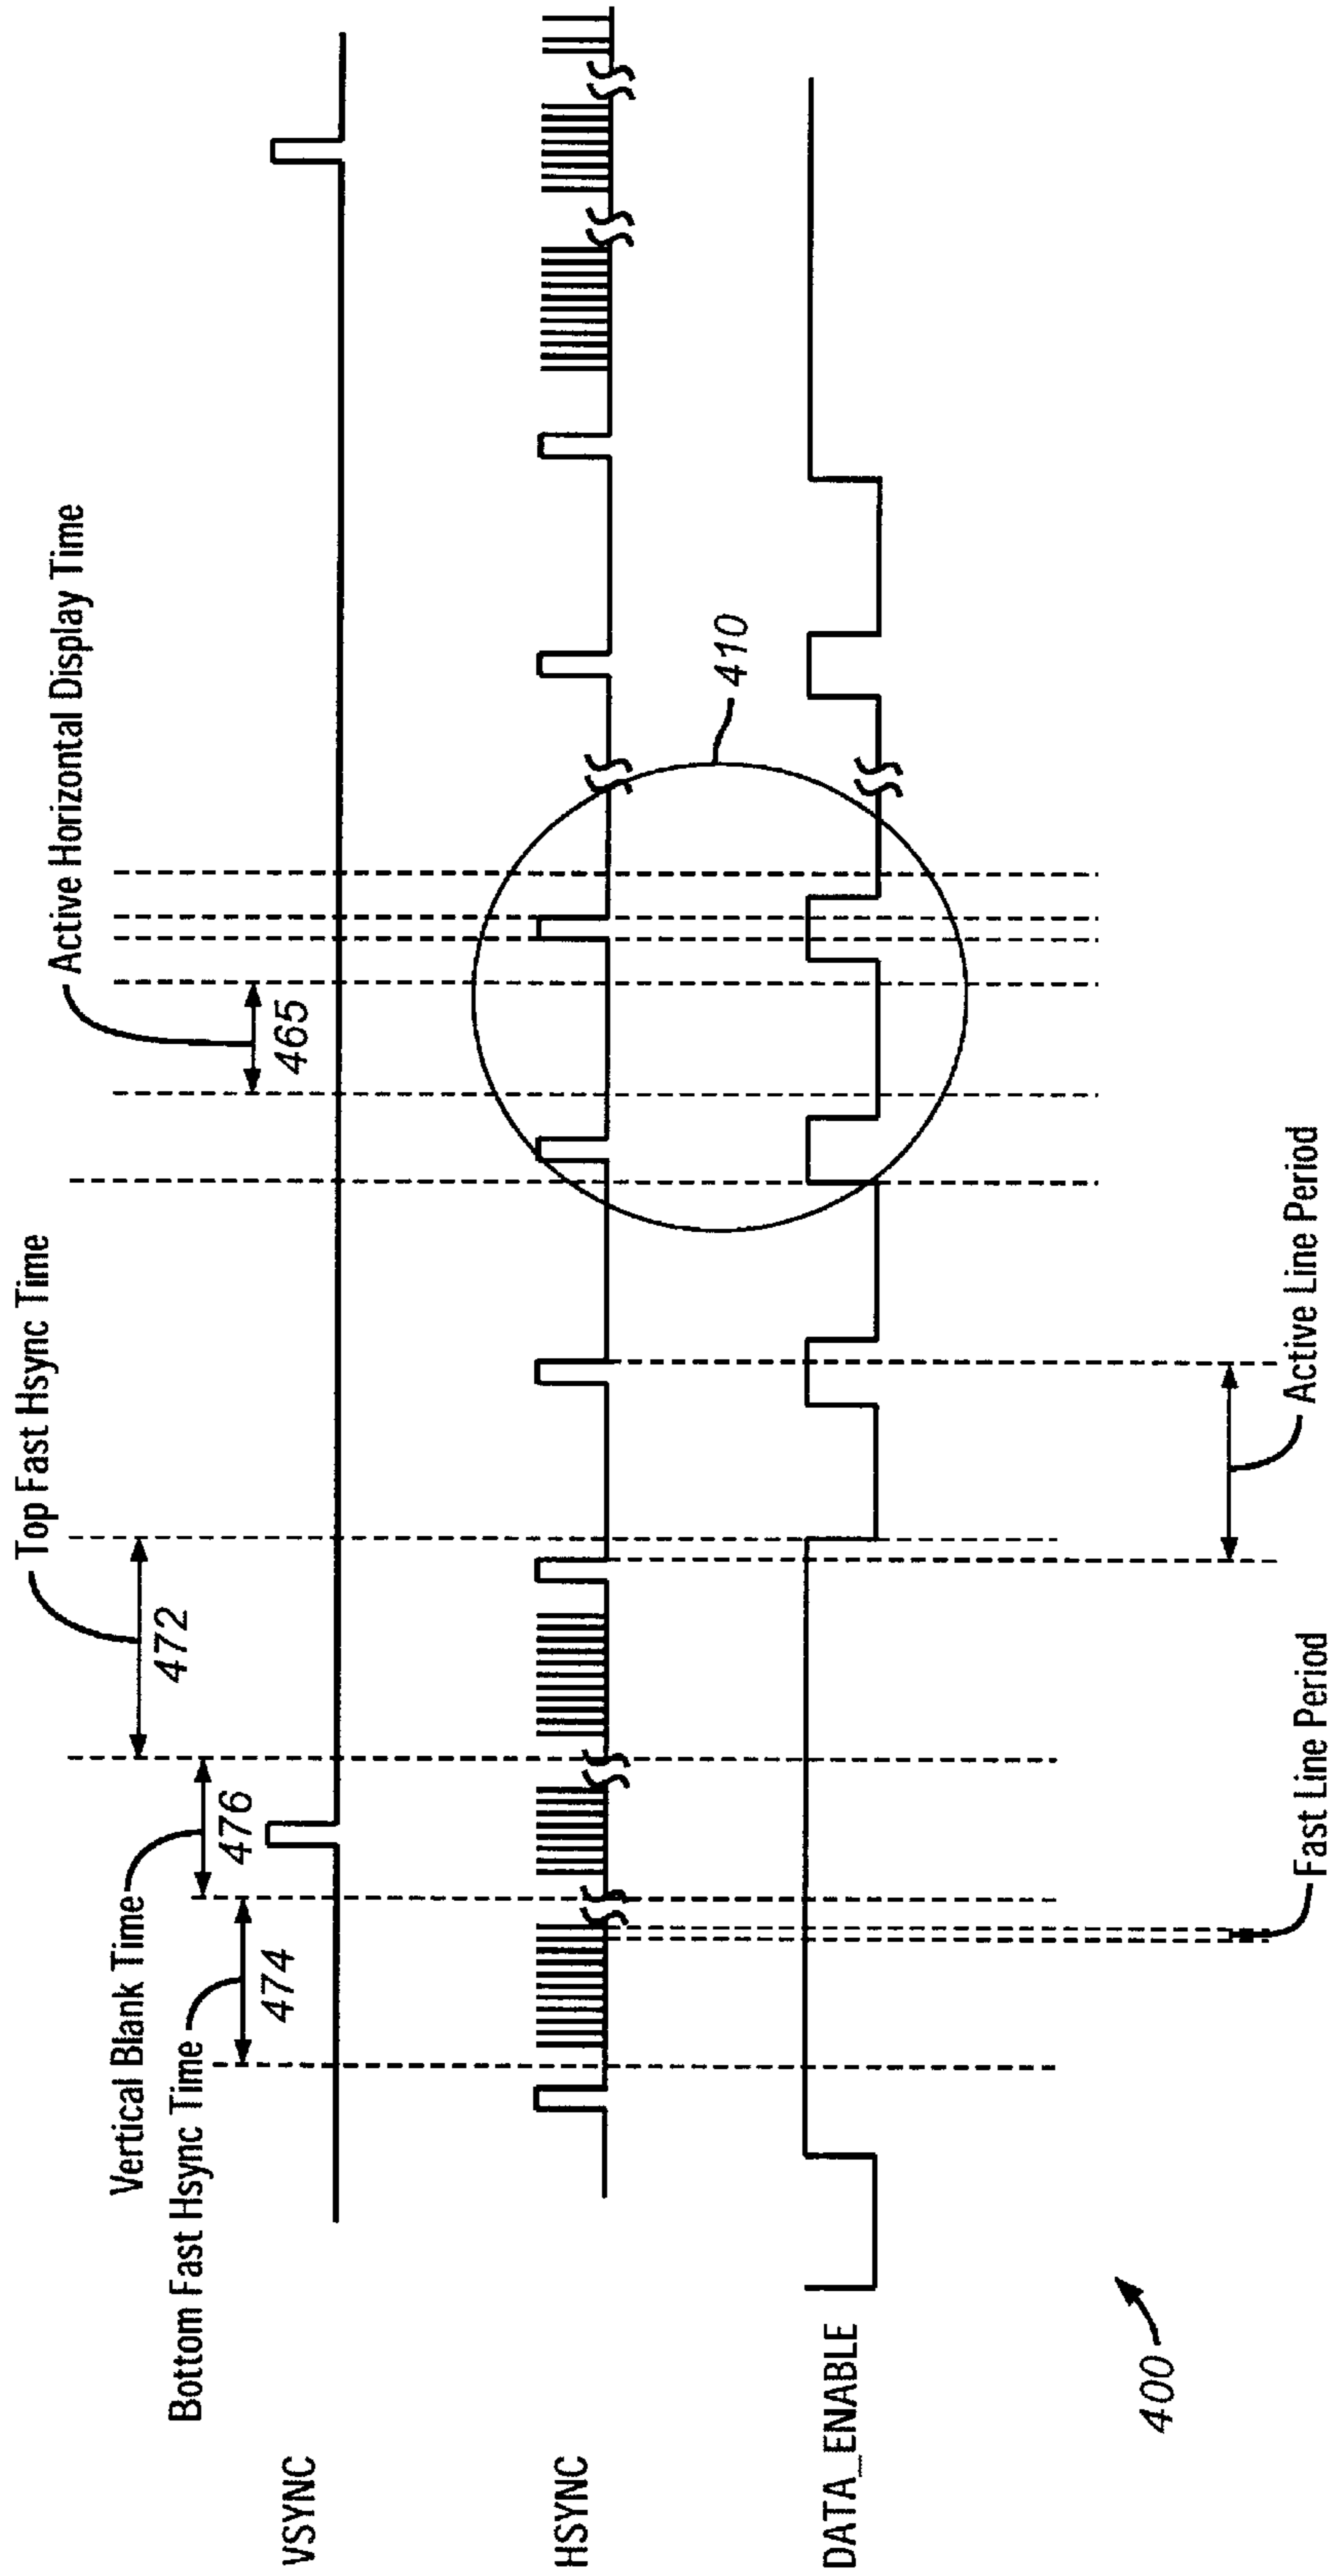 Top Fast Hsync Time
Active Horizontal Display Time
472
Vertical Blank Time
476
465
Bottom Fast Hsync Time
474
VSYNC
HSYNC
410
DATA_ENABLE
400
Active Line Period
Fast Line Period